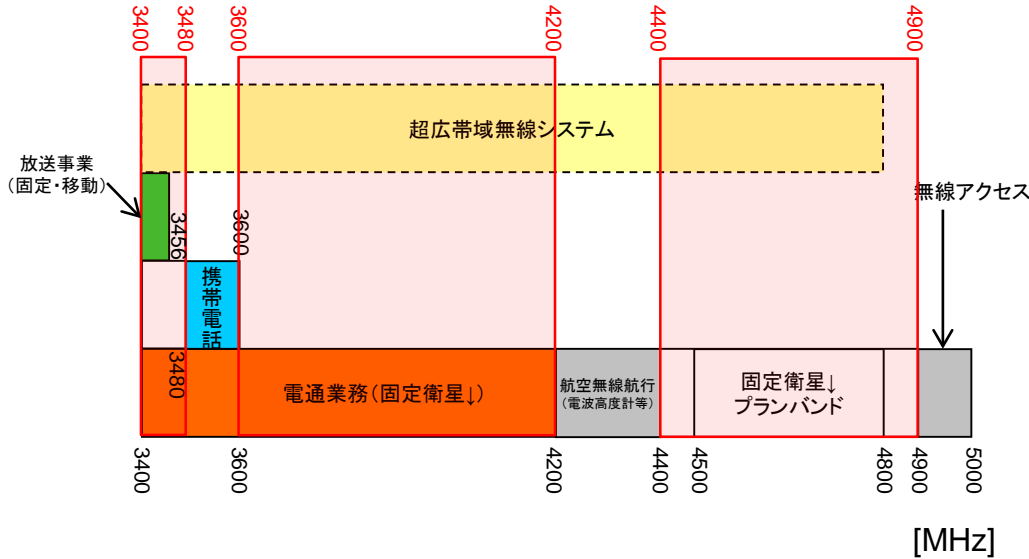 3400
3480
3600
4200
4400
4900
超広帯域無線システム
放送事業
(固定・移動)
無線アクセス
3456
3600
携帯電話
3480
電通業務(固定衛星↓)
航空無線航行
(電波高度計等)
固定衛星↓
プランバンド
3400
3600
4200
4400
4500
4800
4900
5000
[MHz]